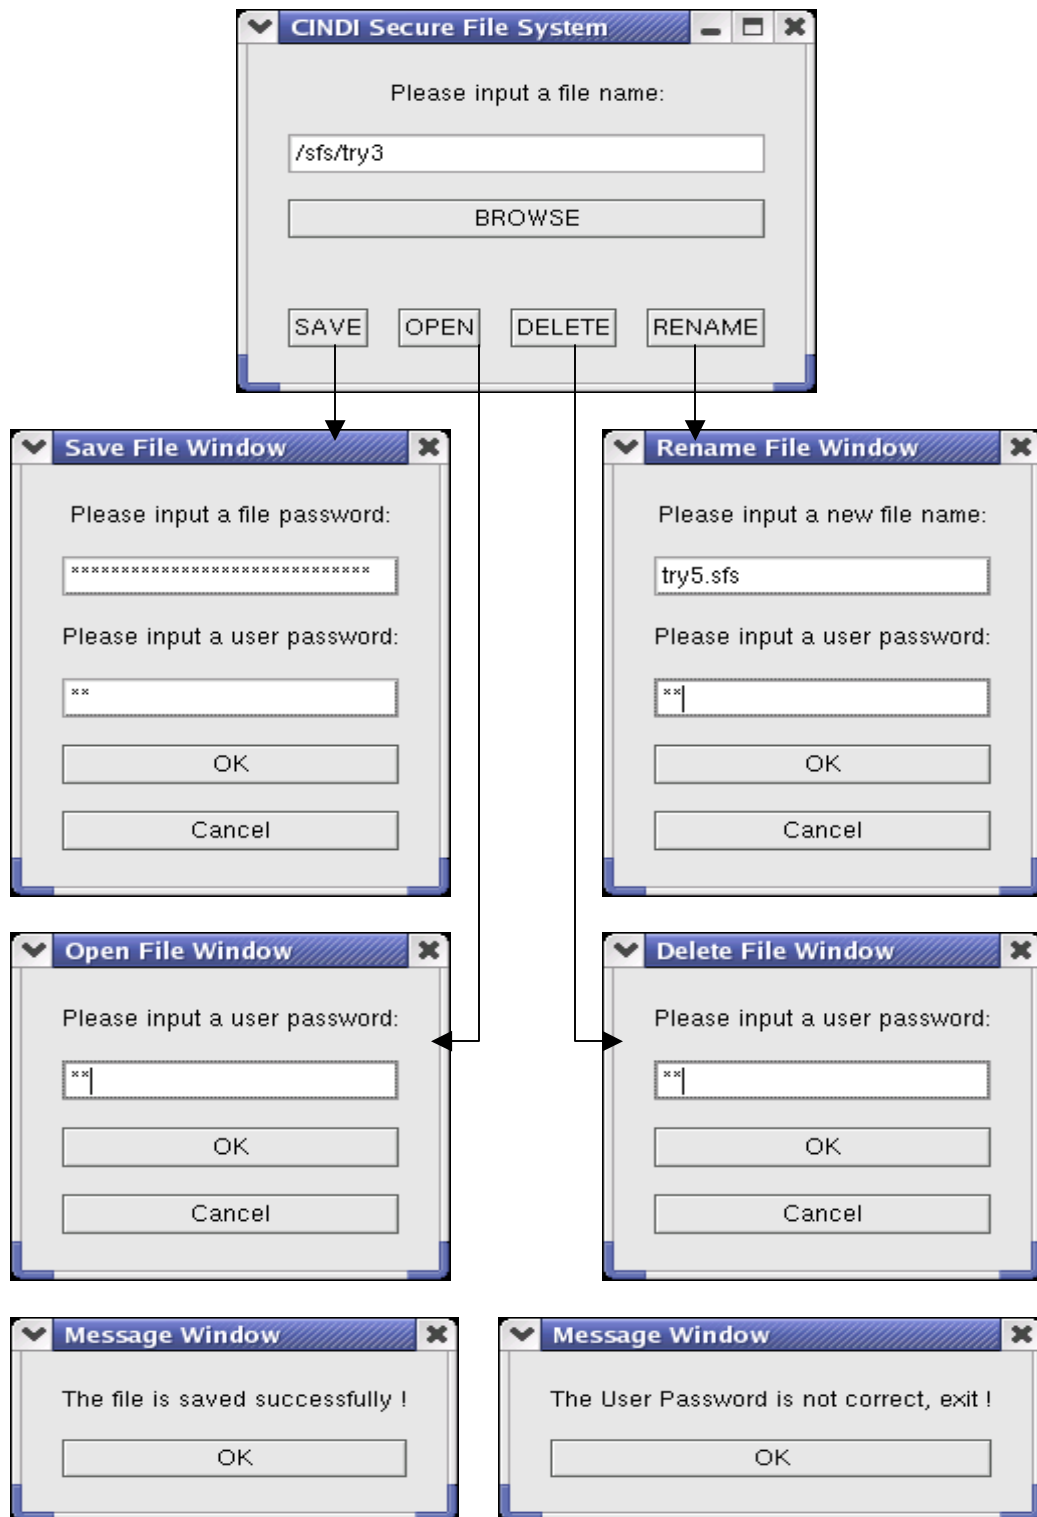 CINDI Secure File System
Please input a file name:
/sfs/try3
BROWSE
SAVE OPEN DELETE RENAME
Save File Window
Please input a file password:
******************************
Please input a user password:
**
OK
Cancel
Rename File Window
Please input a new file name:
try5.sfs
Please input a user password:
**
OK
Cancel
Open File Window
Please input a user password:
**
OK
Cancel
Delete File Window
Please input a user password:
**
OK
Cancel
Message Window
The file is saved successfully !
OK
Message Window
The User Password is not correct, exit !
OK